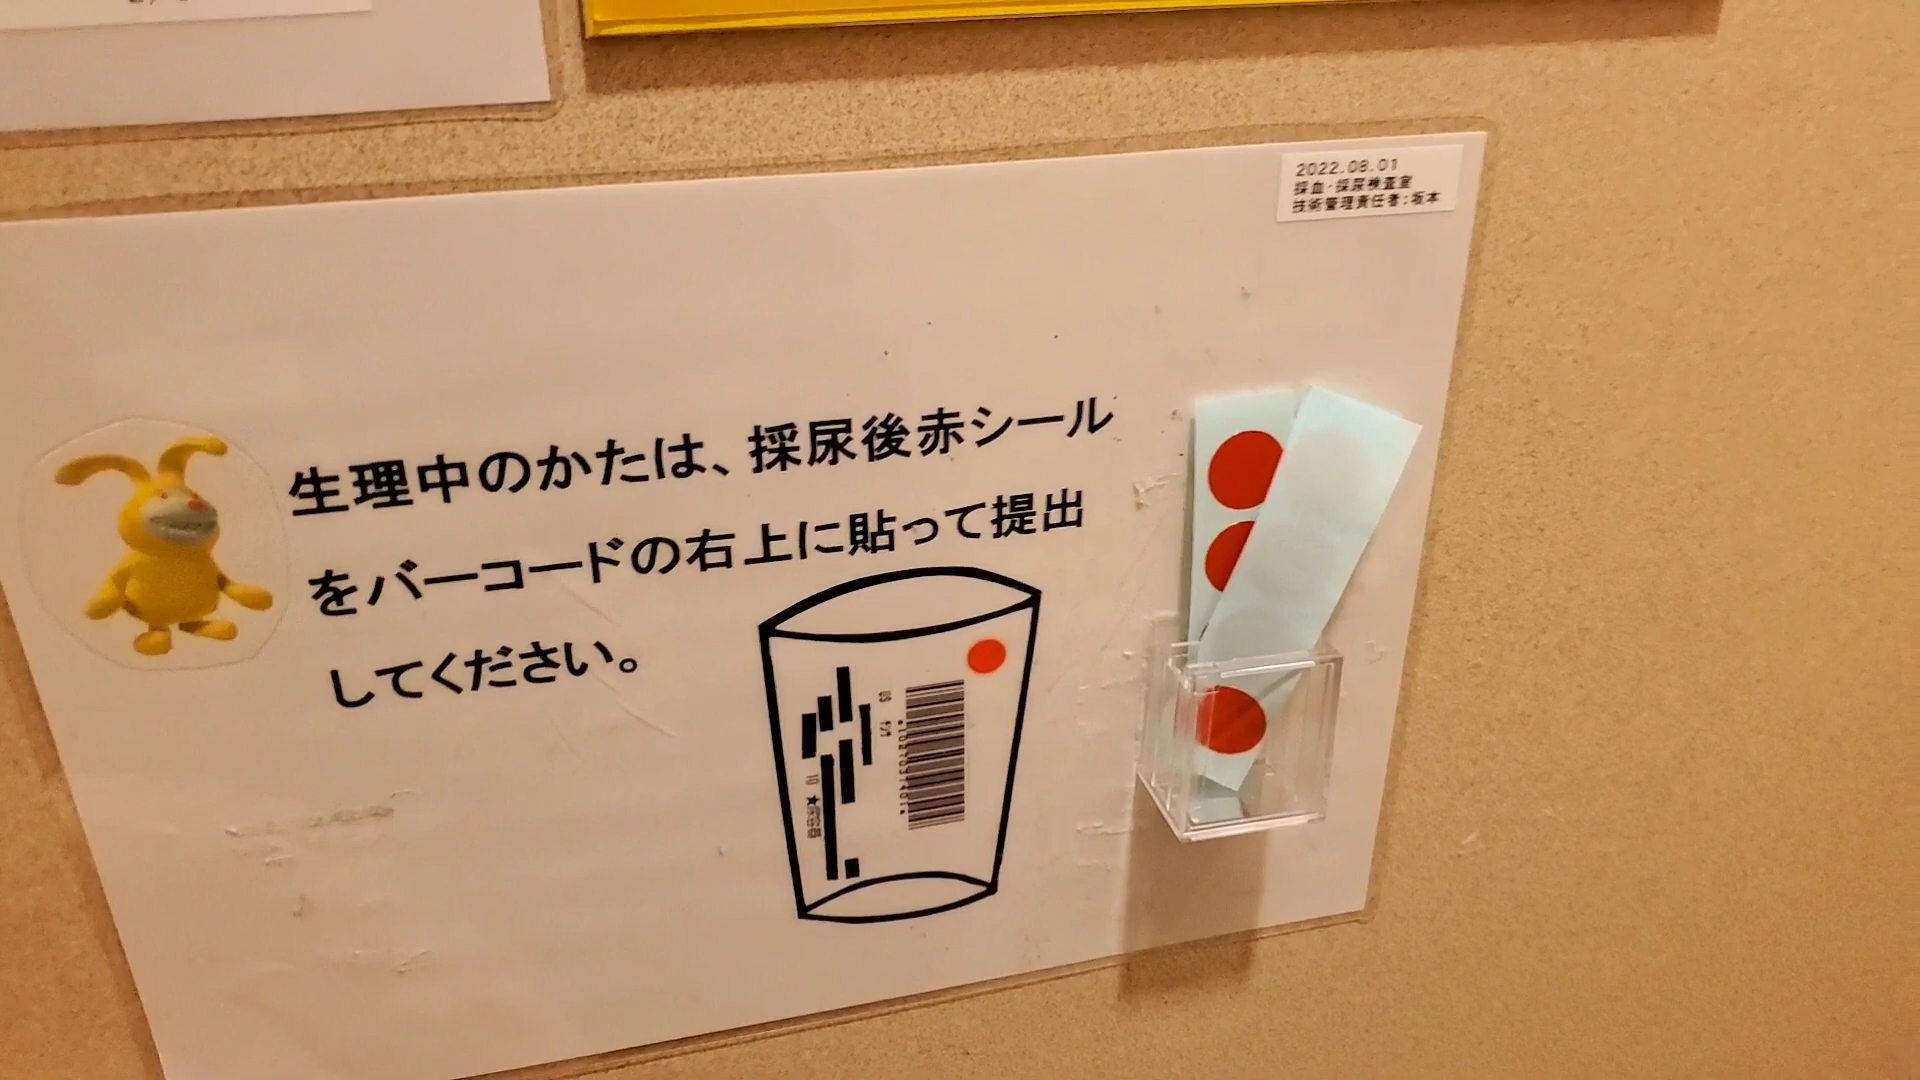 2022.08.01
採血・採尿検査室
技術管理責任者:坂本
生理中のかたは、採尿後赤シール
をバーコードの右上に貼って提出
してください。